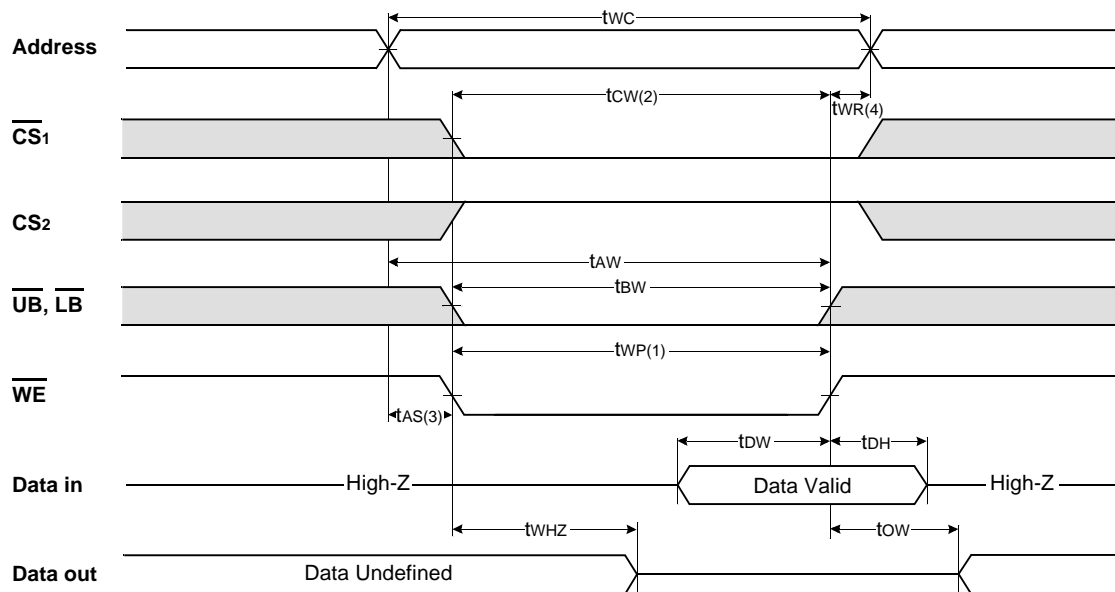 tWC
Address
tCW(2)
tWR(4)
CS1
CS2
tAW
tBW
UB, LB
tWP(1)
WE
tAS(3)
tDW
tDH
Data in
High-Z
Data Valid
High-Z
tWHZ
tOW
Data out
Data Undefined